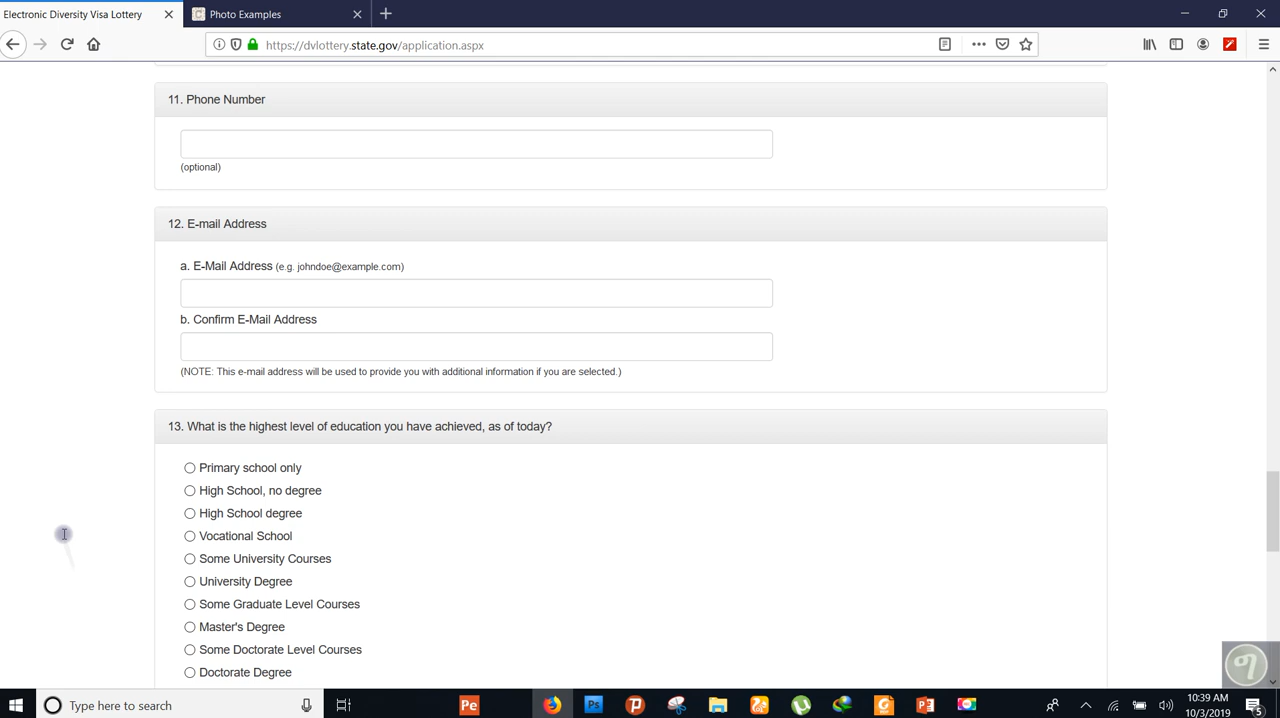 Electronic Diversity Visa Lottery
Photo Examples
https://dvlottery.state.gov/application.aspx
11. Phone Number
(optional)
12. E-mail Address
a. E-Mail Address (e.g. johndoe@example.com)
b. Confirm E-Mail Address
(NOTE: This e-mail address will be used to provide you with additional information if you are selected.)
13. What is the highest level of education you have achieved, as of today?
Primary school only
High School, no degree
High School degree
Vocational School
Some University Courses
University Degree
Some Graduate Level Courses
Master's Degree
Some Doctorate Level Courses
Doctorate Degree
Type here to search
Pe
Ps
10:39 AM
10/3/2019
5